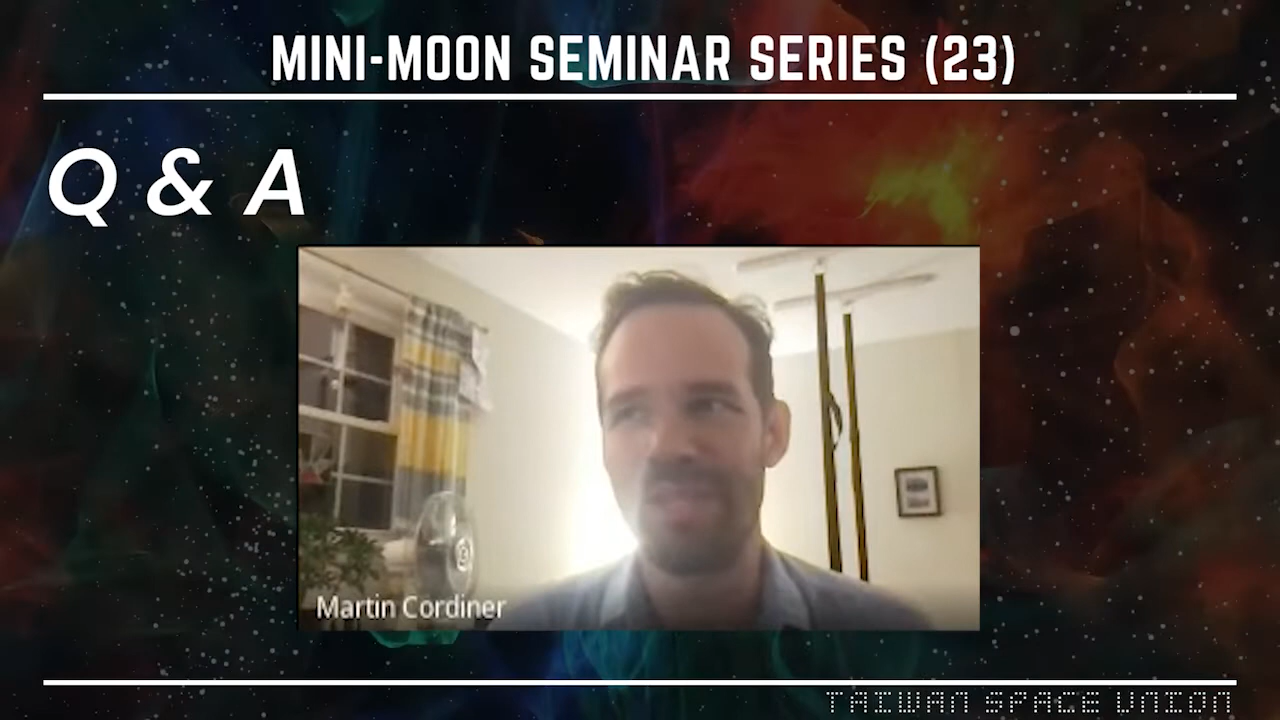 MINI-MOON SEMINAR SERIES (23)
Q & A
Martin Cordiner
TAIWAN SPACE UNION